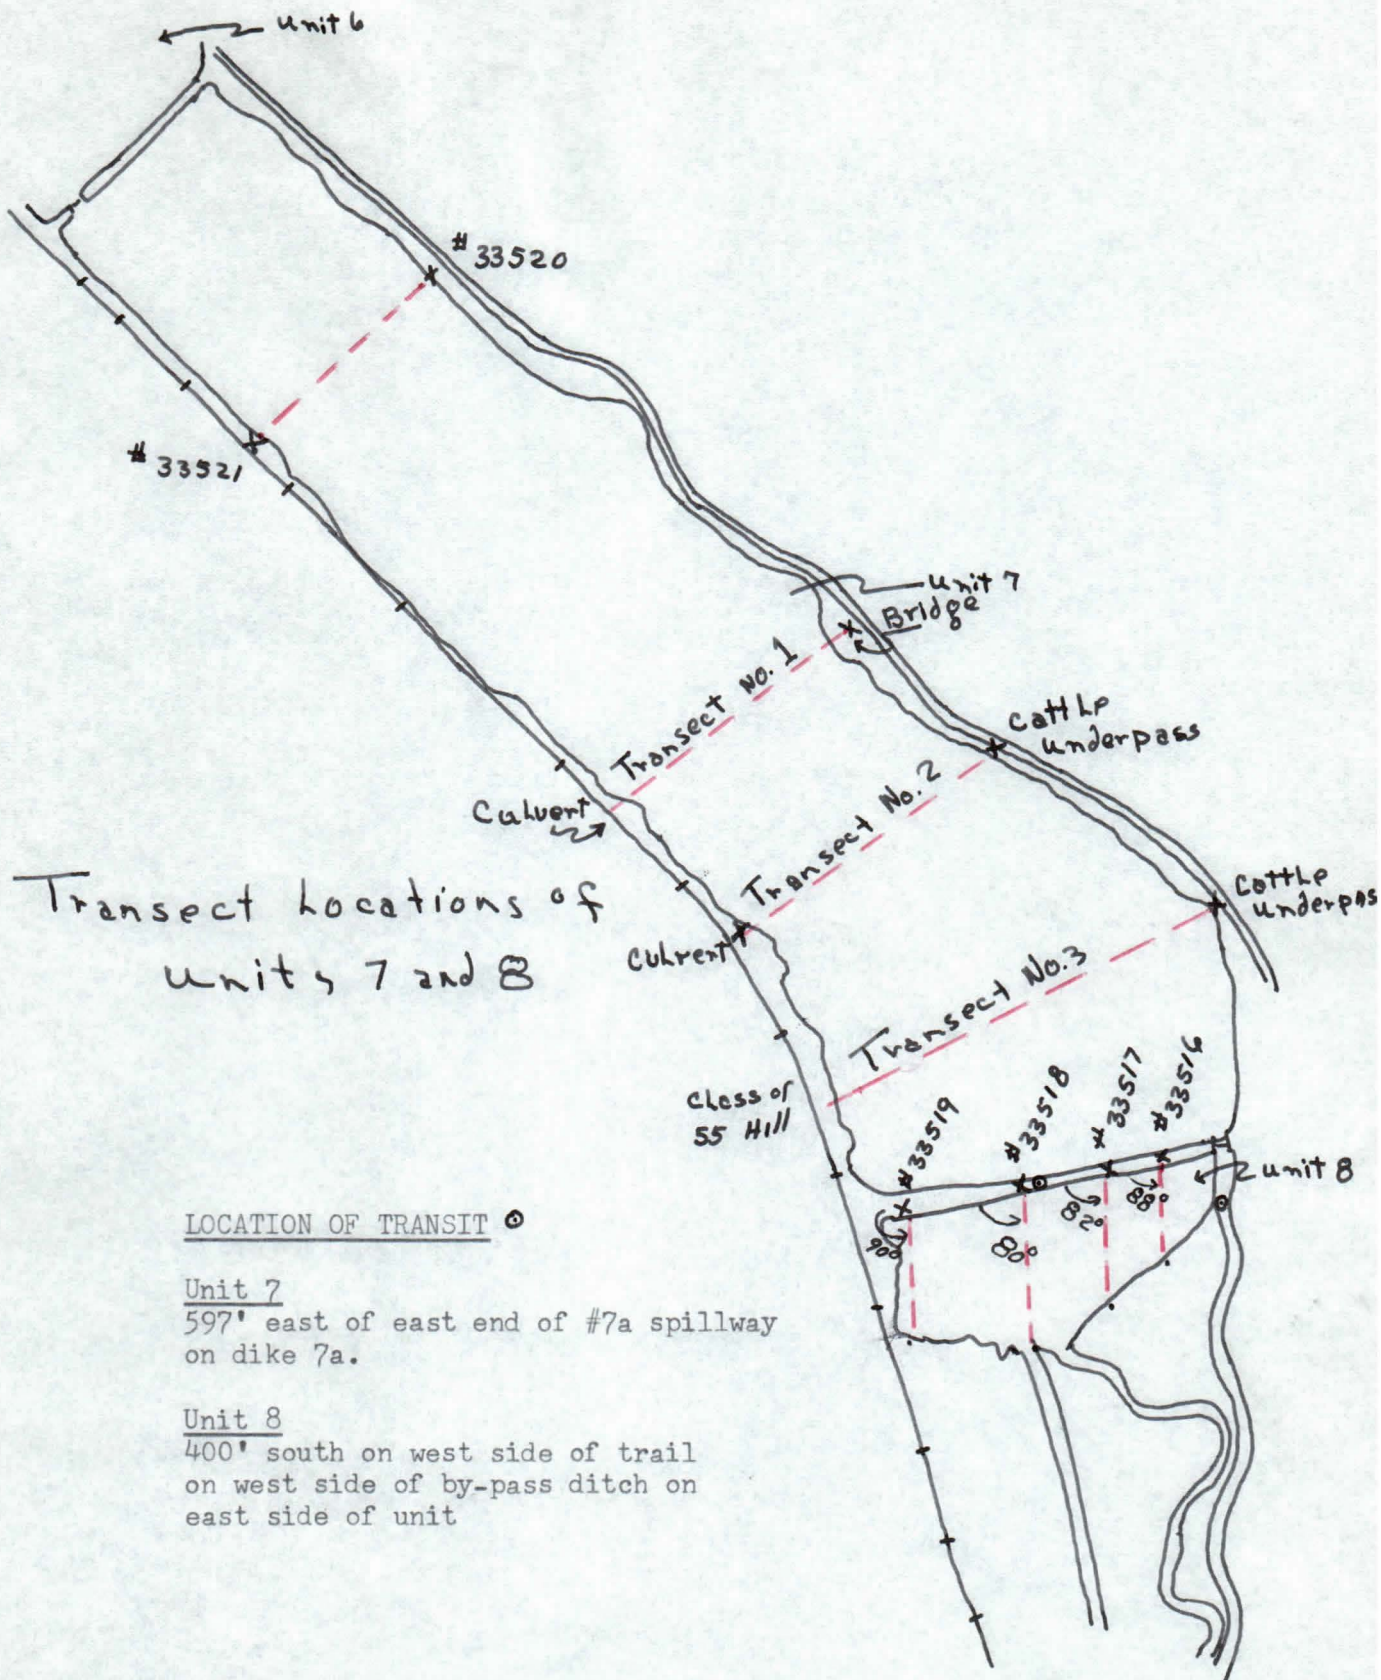 Unit 6
# 33520
# 33521
Unit 7
Bridge
Transect No. 1
Cattle
underpass
Transect No. 2
Culvert
Transect Locations of
Units 7 and 8
Cattle
underpas
Culvert
Transect No. 3
Class of
55 Hill
# 33519
# 33518
# 33517
# 33516
Unit 8
90°
80°
82°
88°
LOCATION OF TRANSIT
Unit 7
597' east of east end of #7a spillway
on dike 7a.
Unit 8
400' south on west side of trail
on west side of by-pass ditch on
east side of unit